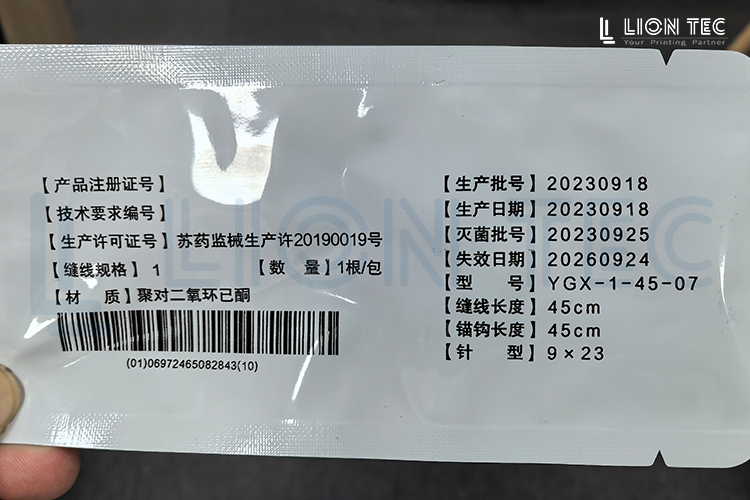 LION TEC
Your Printing Partner
【产品注册证号】
【技术要求编号】
【生产许可证号】苏药监械生产许20190019号
【缝线规格】1 【数 量】1根/包
【材 质】聚对二氧环已酮
(01)06972465082843(10)
【生产批号】20230918
【生产日期】20230918
【灭菌批号】20230925
【失效日期】20260924
【型 号】YGX-1-45-07
【缝线长度】45cm
【锚钩长度】45cm
【针 型】9×23
LION TEC